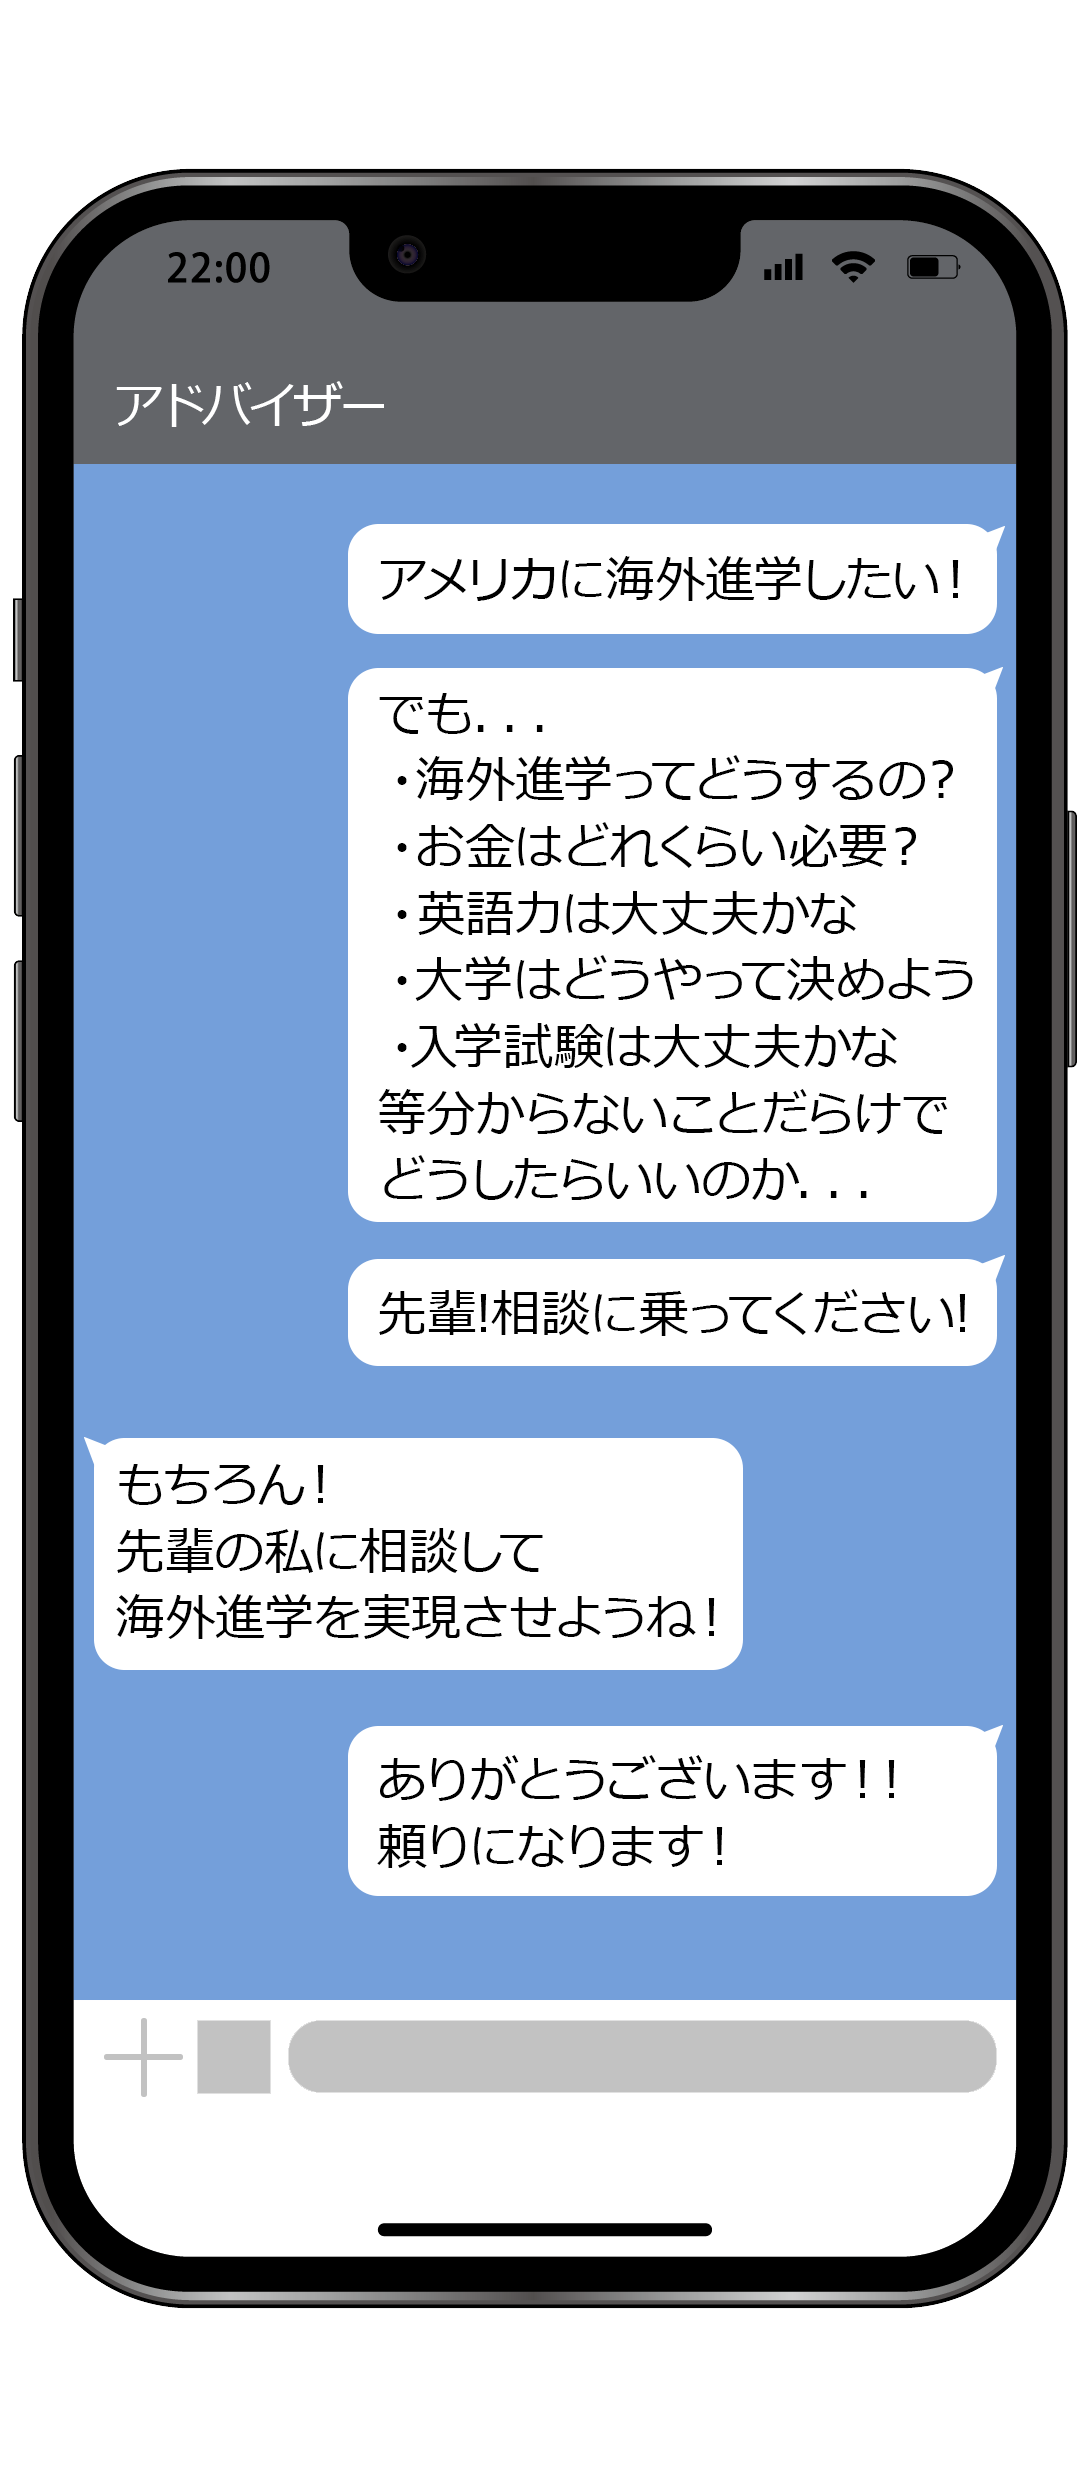 22:00
アドバイザー
アメリカに海外進学したい！
でも．．．
・海外進学ってどうするの？
・お金はどれくらい必要？
・英語力は大丈夫かな
・大学はどうやって決めよう
・入学試験は大丈夫かな
等分からないことだらけで
どうしたらいいのか．．．
先輩!相談に乗ってください!
もちろん！
先輩の私に相談して
海外進学を実現させようね！
ありがとうございます！！
頼りになります！